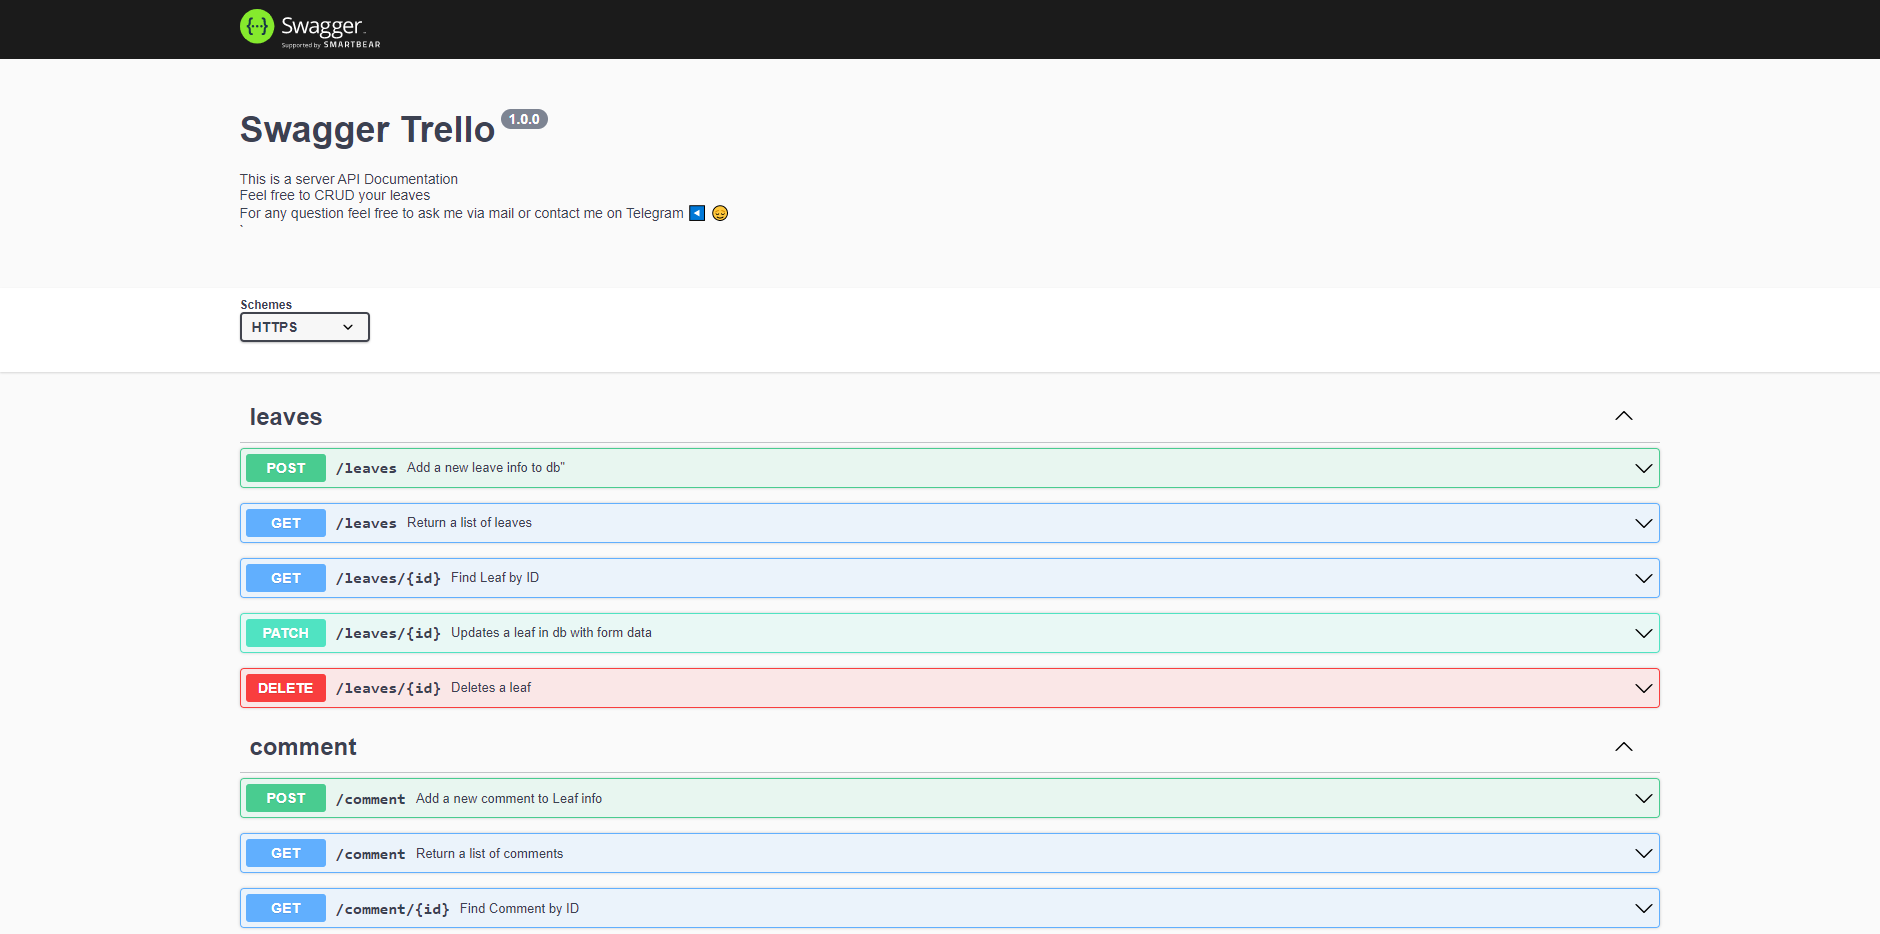 Swagger.
Supported by SMARTBEAR
Swagger Trello 1.0.0
This is a server API Documentation
Feel free to CRUD your leaves
For any question feel free to ask me via mail or contact me on Telegram ◀️ 😌
`
Schemes
HTTPS
leaves
POST /leaves Add a new leave info to db"
GET /leaves Return a list of leaves
GET /leaves/{id} Find Leaf by ID
PATCH /leaves/{id} Updates a leaf in db with form data
DELETE /leaves/{id} Deletes a leaf
comment
POST /comment Add a new comment to Leaf info
GET /comment Return a list of comments
GET /comment/{id} Find Comment by ID